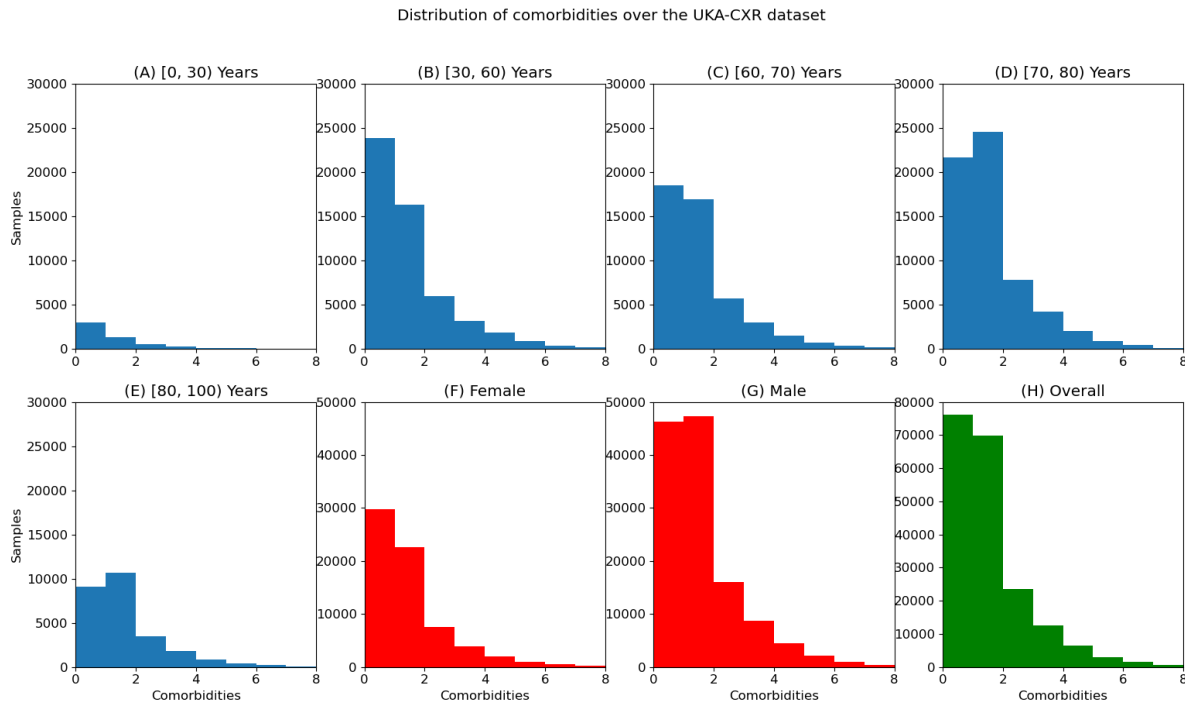 Distribution of comorbidities over the UKA-CXR dataset
(A) [0, 30) Years
30000
25000
20000
15000
10000
5000
0
Samples
0 2 4 6 8
(B) [30, 60) Years
30000
25000
20000
15000
10000
5000
0
0 2 4 6 8
(C) [60, 70) Years
30000
25000
20000
15000
10000
5000
0
0 2 4 6 8
(D) [70, 80) Years
30000
25000
20000
15000
10000
5000
0
0 2 4 6 8
(E) [80, 100) Years
30000
25000
20000
15000
10000
5000
0
Samples
0 2 4 6 8
Comorbidities
(F) Female
50000
40000
30000
20000
10000
0
0 2 4 6 8
Comorbidities
(G) Male
50000
40000
30000
20000
10000
0
0 2 4 6 8
Comorbidities
(H) Overall
80000
70000
60000
50000
40000
30000
20000
10000
0
0 2 4 6 8
Comorbidities